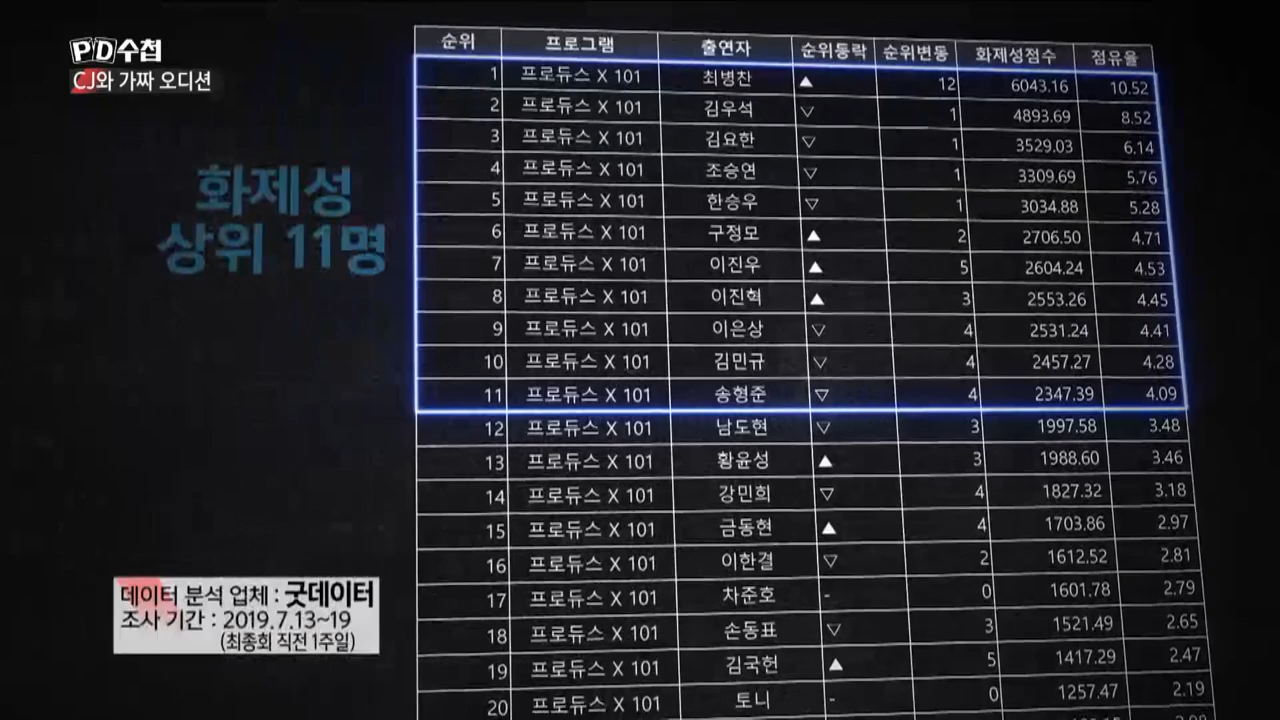 PD수첩
CJ와 가짜 오디션
화제성
상위 11명
순위 프로그램 출연자 순위등락 순위변동 화제성점수 점유율
1 프로듀스 X 101 최병찬 ▲ 12 6043.16 10.52
2 프로듀스 X 101 김우석 ▽ 1 4893.69 8.52
3 프로듀스 X 101 김요한 ▽ 1 3529.03 6.14
4 프로듀스 X 101 조승연 ▽ 1 3309.69 5.76
5 프로듀스 X 101 한승우 ▽ 1 3034.88 5.28
6 프로듀스 X 101 구정모 ▲ 2 2706.50 4.71
7 프로듀스 X 101 이진우 ▲ 5 2604.24 4.53
8 프로듀스 X 101 이진혁 ▲ 3 2553.26 4.45
9 프로듀스 X 101 이은상 ▽ 4 2531.24 4.41
10 프로듀스 X 101 김민규 ▽ 4 2457.27 4.28
11 프로듀스 X 101 송형준 ▽ 4 2347.39 4.09
12 프로듀스 X 101 남도현 ▽ 3 1997.58 3.48
13 프로듀스 X 101 황윤성 ▲ 3 1988.60 3.46
14 프로듀스 X 101 강민희 ▽ 4 1827.32 3.18
15 프로듀스 X 101 금동현 ▲ 4 1703.86 2.97
16 프로듀스 X 101 이한결 ▽ 2 1612.52 2.81
17 프로듀스 X 101 차준호 - 0 1601.78 2.79
18 프로듀스 X 101 손동표 ▽ 3 1521.49 2.65
19 프로듀스 X 101 김국헌 ▲ 5 1417.29 2.47
20 프로듀스 X 101 토니 - 0 1257.47 2.19
데이터 분석 업체 : 굿데이터
조사 기간 : 2019.7.13~19
(최종회 직전 1주일)